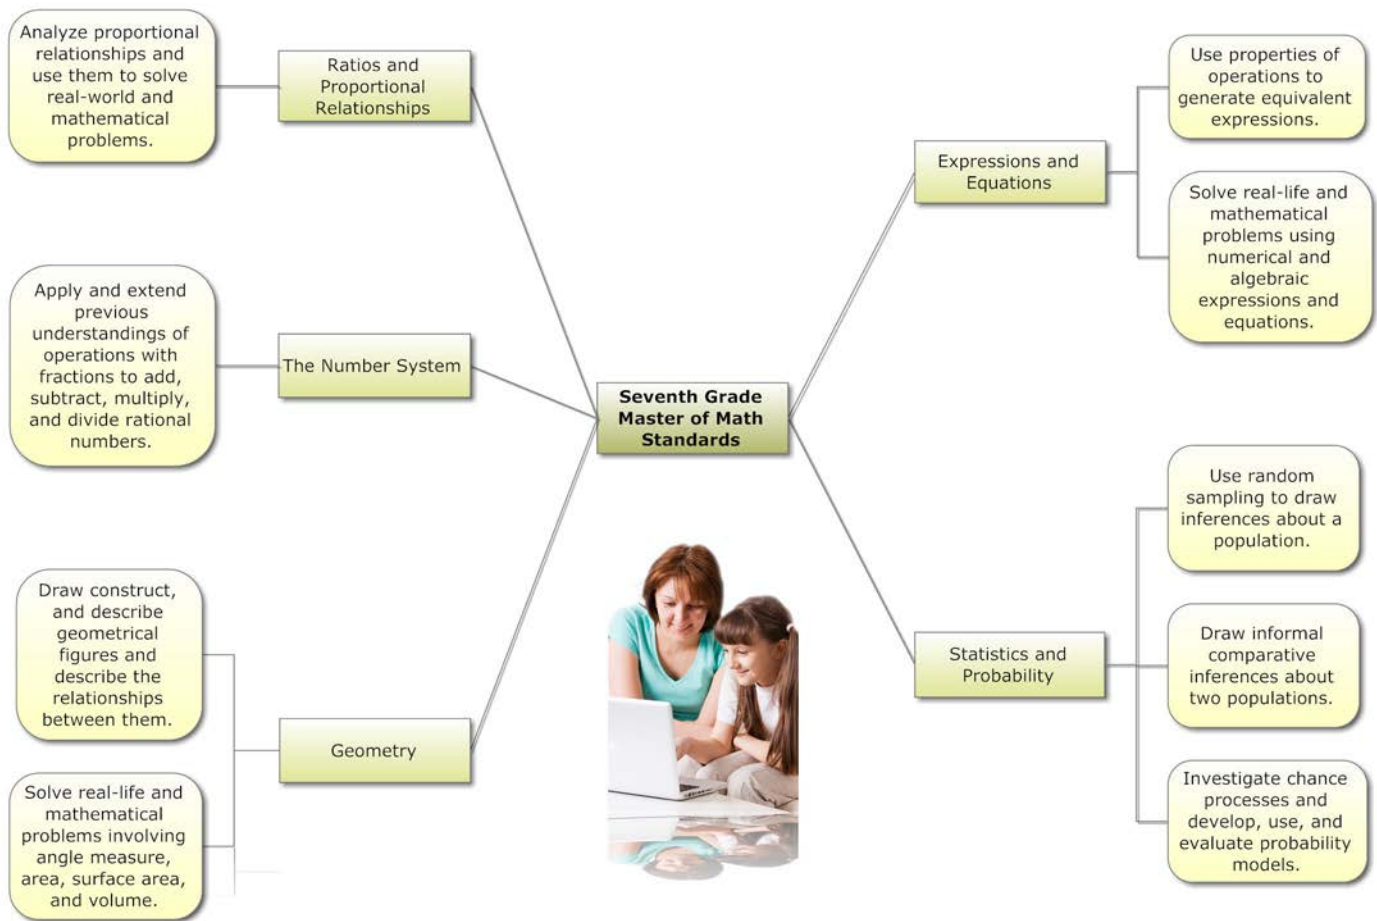 Analyze proportional
relationships and
use them to solve
real-world and
mathematical
problems.
Ratios and
Proportional
Relationships
Apply and extend
previous
understandings of
operations with
fractions to add,
subtract, multiply,
and divide rational
numbers.
The Number System
Draw construct,
and describe
geometrical
figures and
describe the
relationships
between them.
Solve real-life and
mathematical
problems involving
angle measure,
area, surface area,
and volume.
Geometry
Seventh Grade
Master of Math
Standards
Expressions and
Equations
Use properties of
operations to
generate equivalent
expressions.
Solve real-life and
mathematical
problems using
numerical and
algebraic
expressions and
equations.
Statistics and
Probability
Use random
sampling to draw
inferences about a
population.
Draw informal
comparative
inferences about
two populations.
Investigate chance
processes and
develop, use, and
evaluate probability
models.